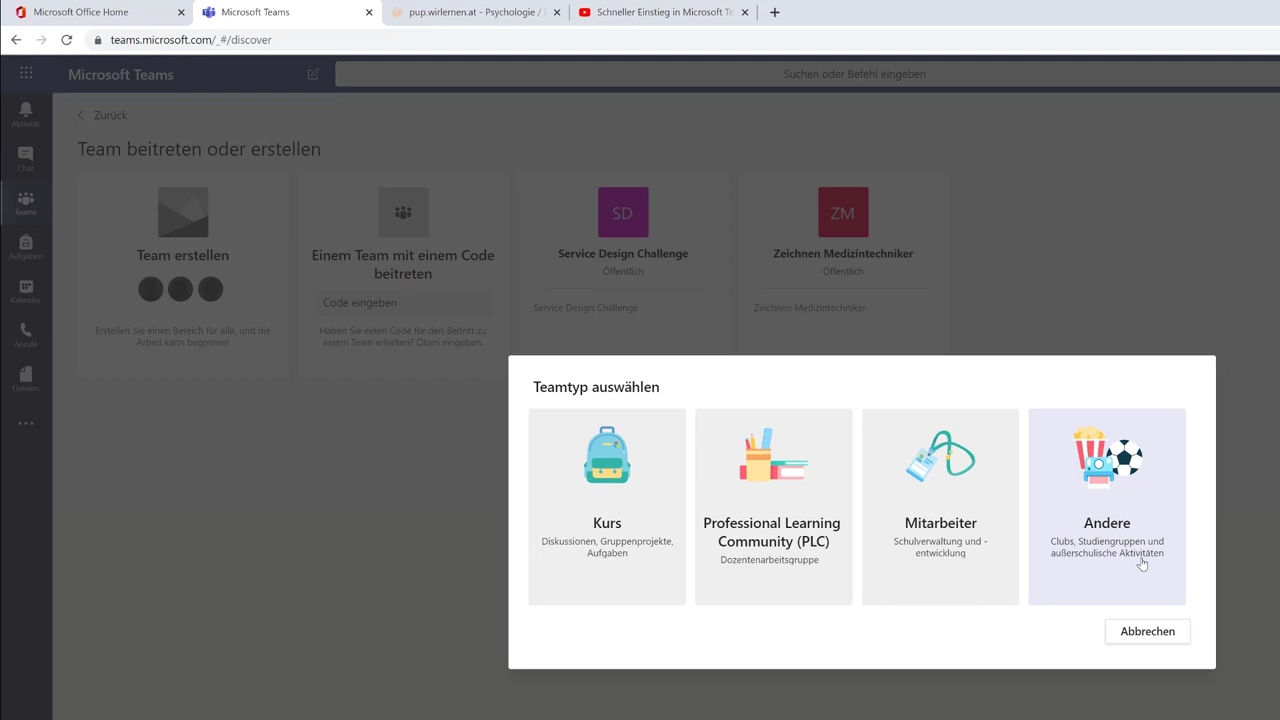 Microsoft Office Home
Microsoft Teams
pup.wirlernen.at - Psychologie /
Schneller Einstieg in Microsoft Te
teams.microsoft.com/_#/discover
Microsoft Teams
Suchen oder Befehl eingeben
Aktivität
Chat
Teams
Aufgaben
Kalender
Anrufe
Dateien
Zurück
Team beitreten oder erstellen
Team erstellen
Erstellen Sie einen Bereich für alle, und die
Arbeit kann beginnen!
Einem Team mit einem Code
beitreten
Code eingeben
Haben Sie einen Code für den Beitritt zu
einem Team erhalten? Oben eingeben.
SD
Service Design Challenge
Öffentlich
Service Design Challenge
ZM
Zeichnen Medizintechniker
Öffentlich
Zeichnen Medizintechniker
Teamtyp auswählen
Kurs
Diskussionen, Gruppenprojekte,
Aufgaben
Professional Learning
Community (PLC)
Dozentenarbeitsgruppe
Mitarbeiter
Schulverwaltung und -
entwicklung
Andere
Clubs, Studiengruppen und
außerschulische Aktivitäten
Abbrechen